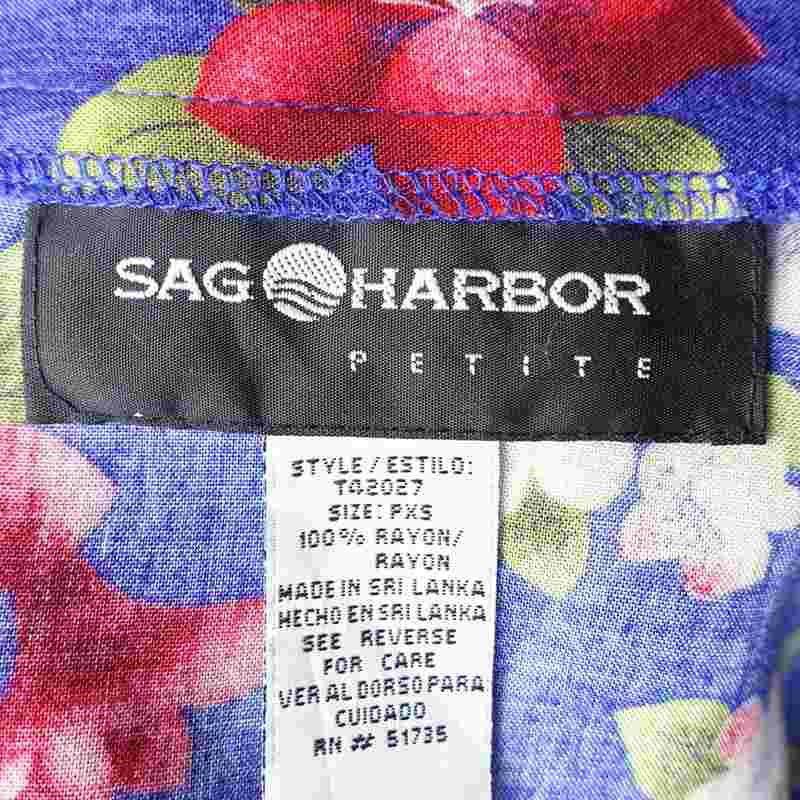 SAG HARBOR
PETITE
STYLE / ESTILO:
TG2027
SIZE: PXS
100% RAYON/
RAYON
MADE IN SRI LANKA
HECHO EN SRI LANKA
SEE REVERSE
FOR CARE
VER AL DORSO PARA
CUIDADO
RN # 51735